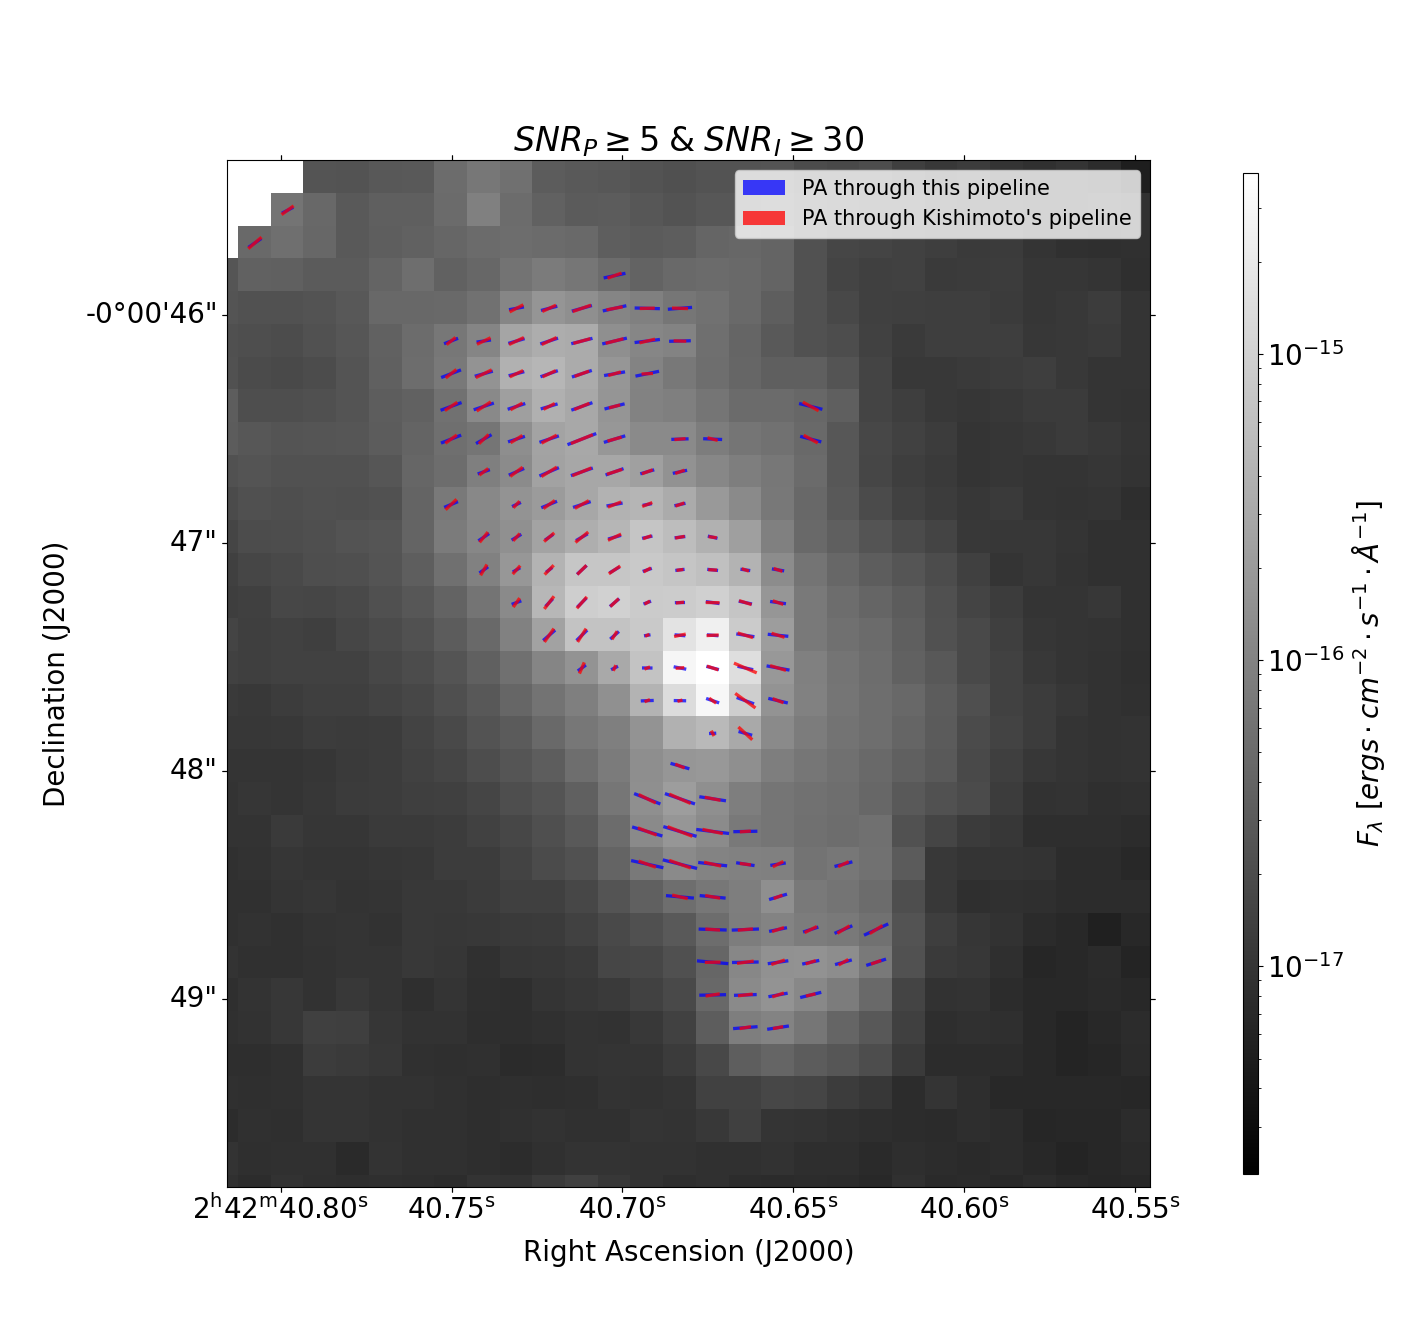 SNR_P ≥ 5 & SNR_I ≥ 30
PA through this pipeline
PA through Kishimoto's pipeline
-0°00'46"
47"
48"
49"
Declination (J2000)
2ʰ42ᵐ40.80ˢ
40.75ˢ
40.70ˢ
40.65ˢ
40.60ˢ
40.55ˢ
Right Ascension (J2000)
10⁻¹⁵
10⁻¹⁶
10⁻¹⁷
F_λ [ergs · cm⁻² · s⁻¹ · Å⁻¹]